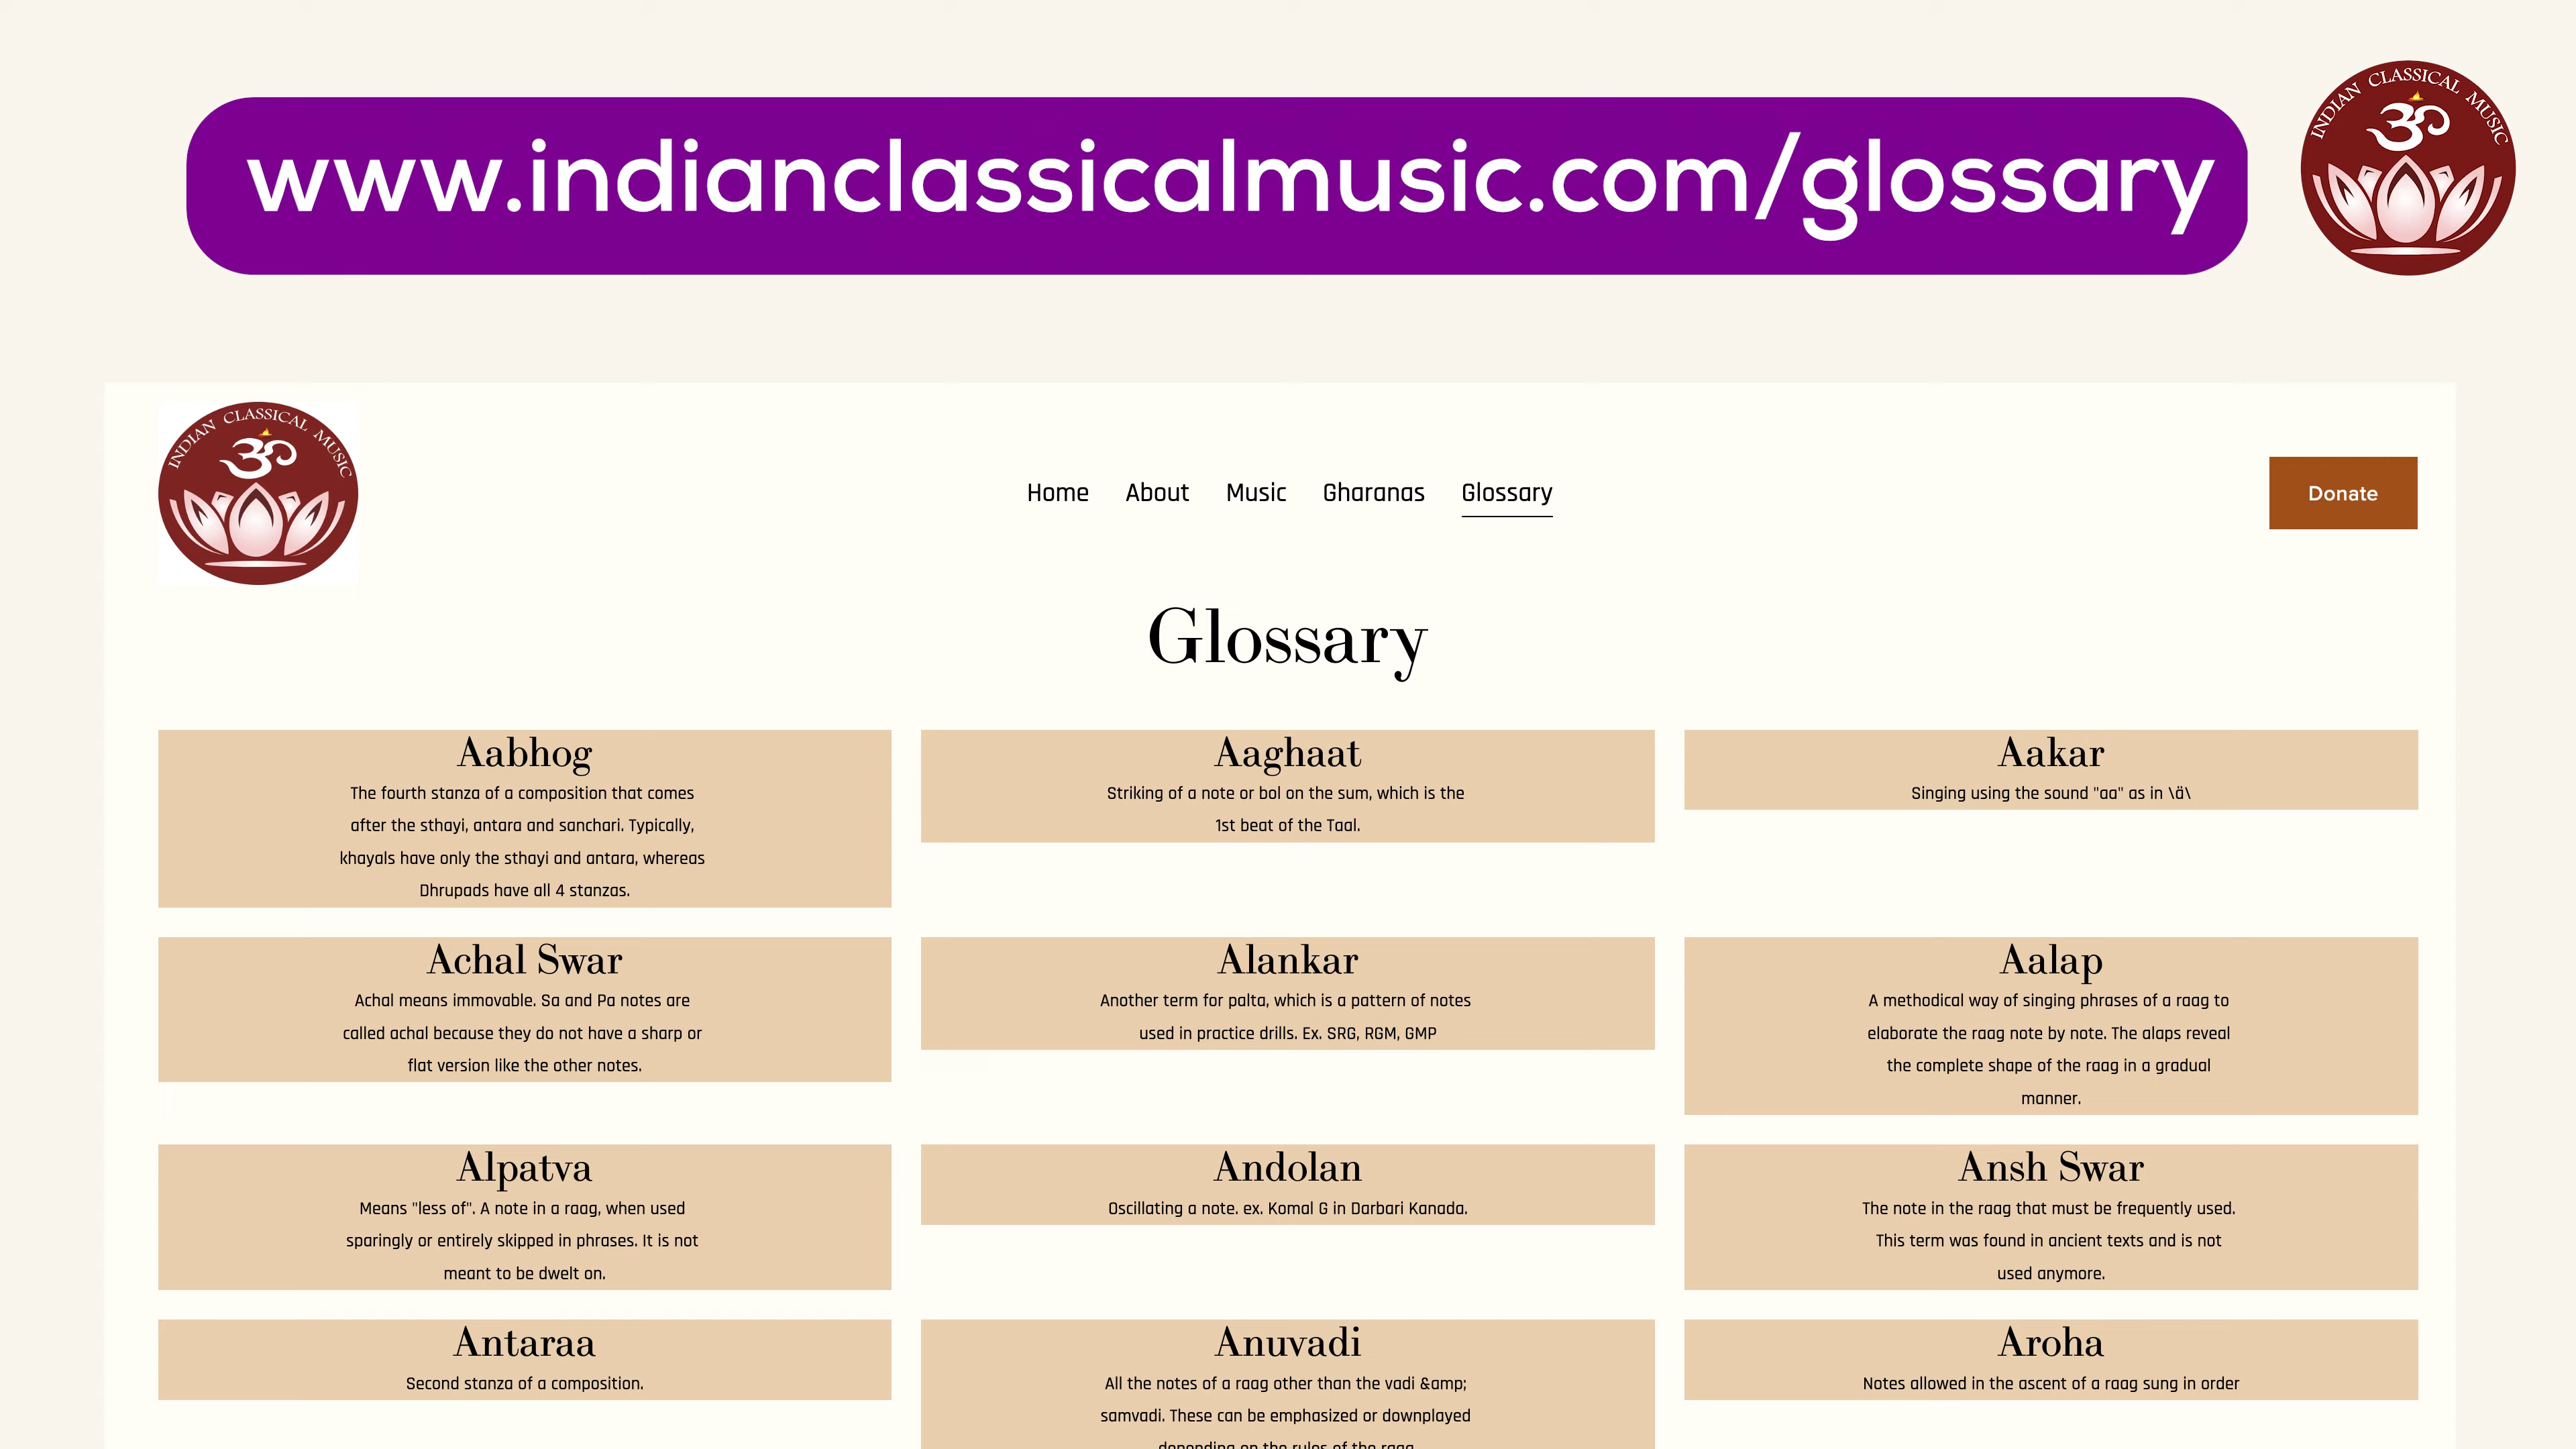 www.indianclassicalmusic.com/glossary
INDIAN CLASSICAL MUSIC
ॐ
INDIAN CLASSICAL MUSIC
ॐ
Home About Music Gharanas Glossary
Donate
Glossary
Aabhog
The fourth stanza of a composition that comes
after the sthayi, antara and sanchari. Typically,
khayals have only the sthayi and antara, whereas
Dhrupads have all 4 stanzas.
Aaghaat
Striking of a note or bol on the sum, which is the
1st beat of the Taal.
Aakar
Singing using the sound "aa" as in \ä\
Achal Swar
Achal means immovable. Sa and Pa notes are
called achal because they do not have a sharp or
flat version like the other notes.
Alankar
Another term for palta, which is a pattern of notes
used in practice drills. Ex. SRG, RGM, GMP
Aalap
A methodical way of singing phrases of a raag to
elaborate the raag note by note. The alaps reveal
the complete shape of the raag in a gradual
manner.
Alpatva
Means "less of". A note in a raag, when used
sparingly or entirely skipped in phrases. It is not
meant to be dwelt on.
Andolan
Oscillating a note. ex. Komal G in Darbari Kanada.
Ansh Swar
The note in the raag that must be frequently used.
This term was found in ancient texts and is not
used anymore.
Antaraa
Second stanza of a composition.
Anuvadi
All the notes of a raag other than the vadi &amp;
samvadi. These can be emphasized or downplayed
depending on the rules of the raag.
Aroha
Notes allowed in the ascent of a raag sung in order